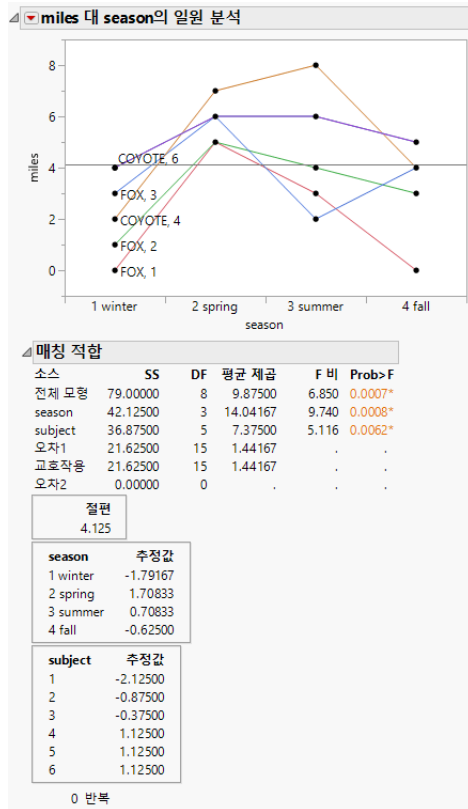 miles 대 season의 일원 분석
8
6
4
2
0
miles
COYOTE, 6
FOX, 3
COYOTE, 4
FOX, 2
FOX, 1
1 winter 2 spring 3 summer 4 fall
season
매칭 적합
소스 SS DF 평균 제곱 F 비 Prob>F
전체 모형 79.00000 8 9.87500 6.850 0.0007*
season 42.12500 3 14.04167 9.740 0.0008*
subject 36.87500 5 7.37500 5.116 0.0062*
오차1 21.62500 15 1.44167 . .
교호작용 21.62500 15 1.44167 . .
오차2 0.00000 0 . . .
절편
4.125
season 추정값
1 winter -1.79167
2 spring 1.70833
3 summer 0.70833
4 fall -0.62500
subject 추정값
1 -2.12500
2 -0.87500
3 -0.37500
4 1.12500
5 1.12500
6 1.12500
0 반복